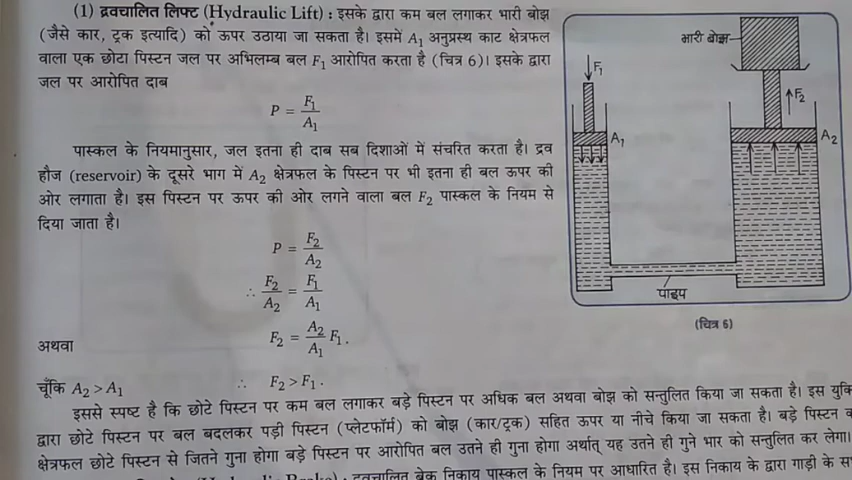 (1) द्रवचालित लिफ्ट (Hydraulic Lift) : इसके द्वारा कम बल लगाकर भारी बोझ
(जैसे कार, ट्रक इत्यादि) को ऊपर उठाया जा सकता है। इसमें A₁ अनुप्रस्थ काट क्षेत्रफल
वाला एक छोटा पिस्टन जल पर अभिलम्ब बल F₁ आरोपित करता है (चित्र 6)। इसके द्वारा
जल पर आरोपित दाब
P = F₁/A₁
पास्कल के नियमानुसार, जल इतना ही दाब सब दिशाओं में संचरित करता है। द्रव
हौज (reservoir) के दूसरे भाग में A₂ क्षेत्रफल के पिस्टन पर भी इतना ही बल ऊपर की
ओर लगाता है। इस पिस्टन पर ऊपर की ओर लगने वाला बल F₂ पास्कल के नियम से
दिया जाता है।
P = F₂/A₂
∴ F₂/A₂ = F₁/A₁
अथवा F₂ = A₂/A₁ F₁.
चूँकि A₂ > A₁ ∴ F₂ > F₁.
भारी बोझ
F₁
F₂
A₁
A₂
पाइप
(चित्र 6)
इससे स्पष्ट है कि छोटे पिस्टन पर कम बल लगाकर बड़े पिस्टन पर अधिक बल अथवा बोझ को सन्तुलित किया जा सकता है। इस
द्वारा छोटे पिस्टन पर बल बदलकर पड़ी पिस्टन (प्लेटफॉर्म) को बोझ (कार/ट्रक) सहित ऊपर या नीचे किया जा सकता है। बड़े पिस्टन
क्षेत्रफल छोटे पिस्टन से जितने गुना होगा बड़े पिस्टन पर आरोपित बल उतने ही गुना होगा अर्थात् यह उतने ही गुने भार को सन्तुलित कर लेगा।
(Hydraulic Brake) : द्रवचालित ब्रेक निकाय पास्कल के नियम पर आधारित है। इस निकाय के द्वारा गाड़ी के